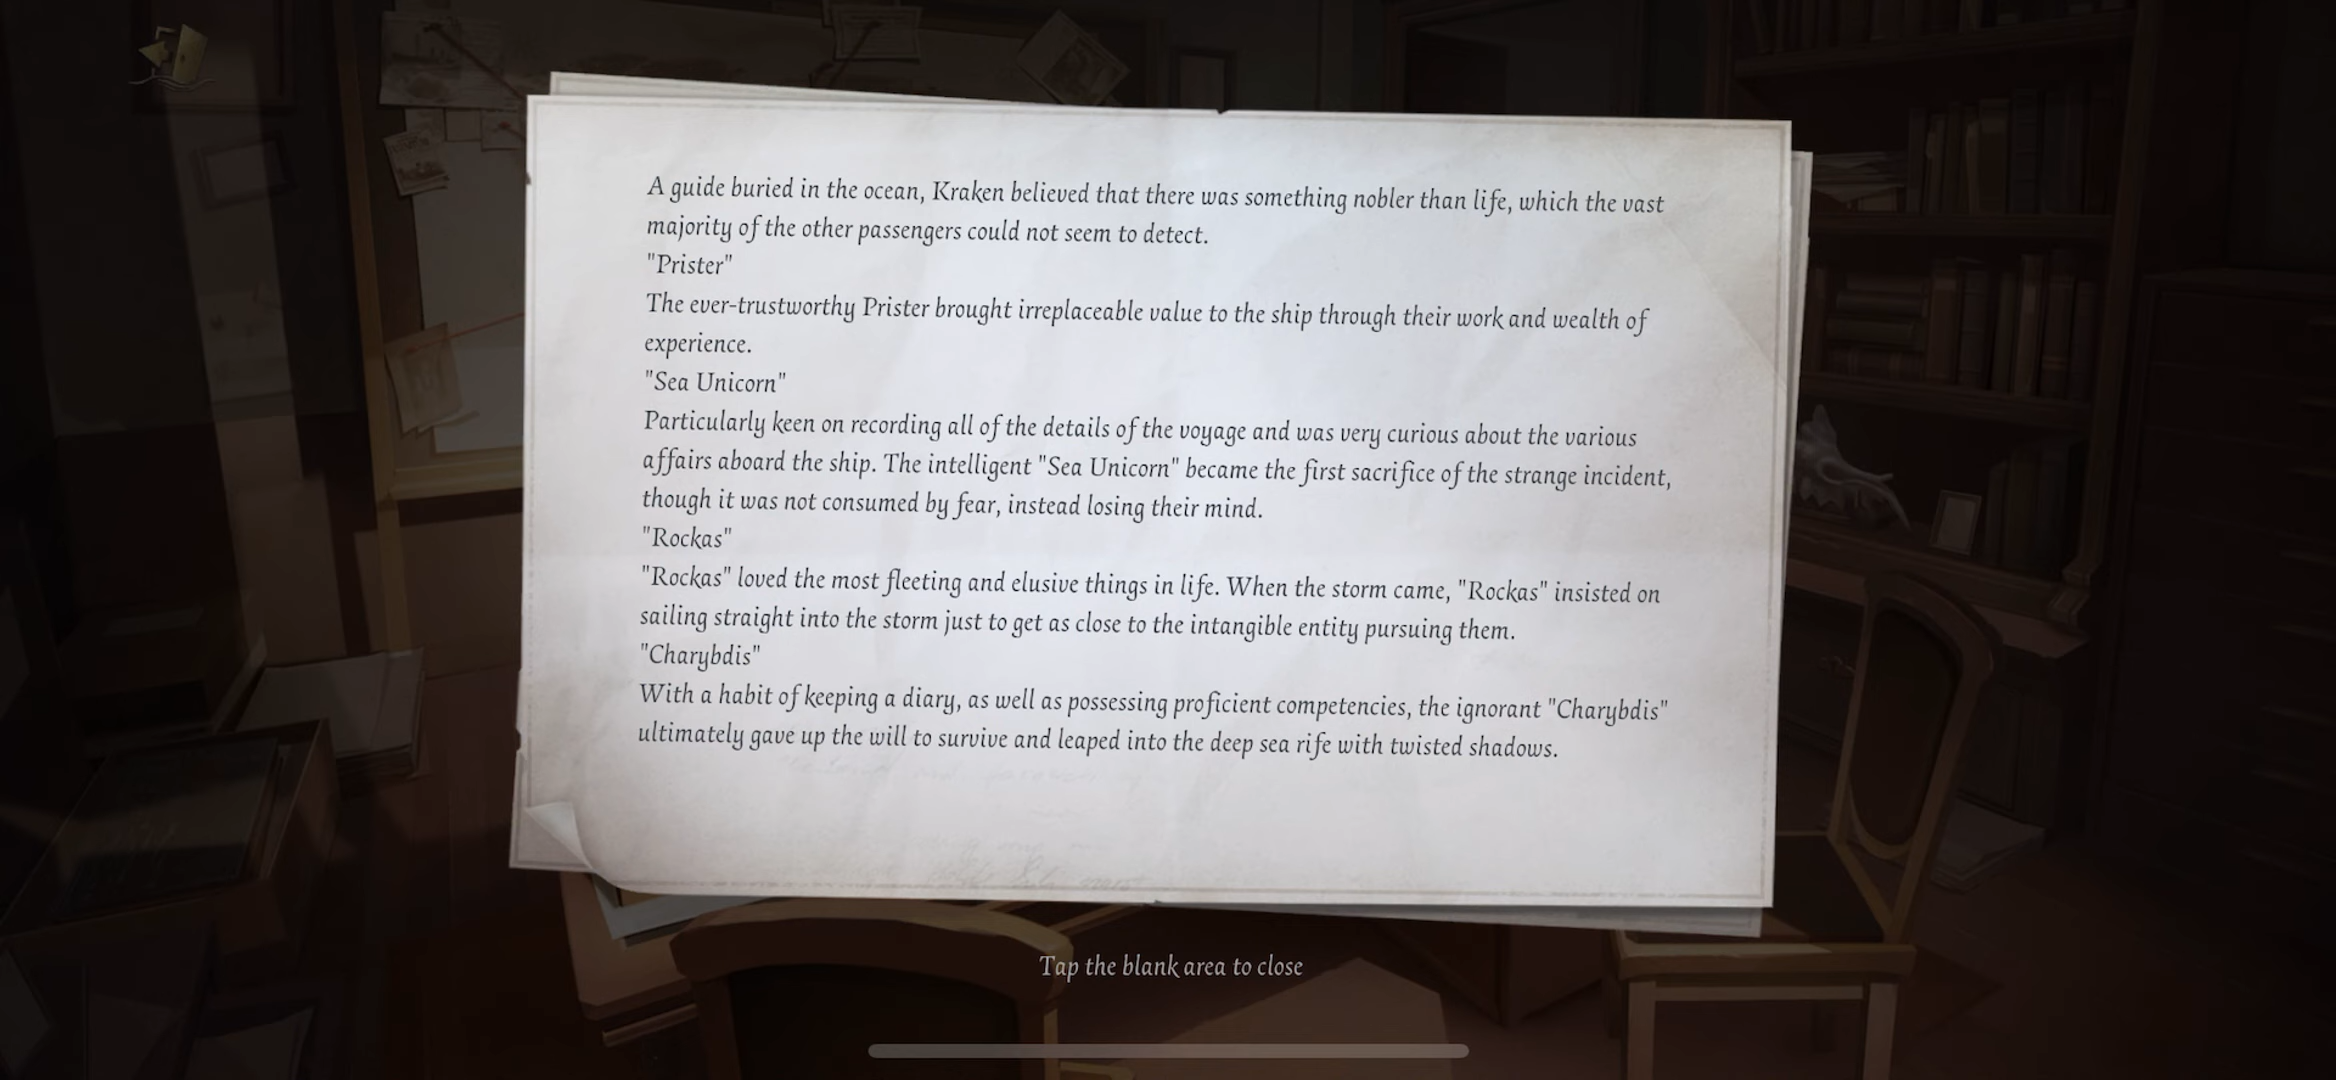 A guide buried in the ocean, Kraken believed that there was something nobler than life, which the vast
majority of the other passengers could not seem to detect.
"Prister"
The ever-trustworthy Prister brought irreplaceable value to the ship through their work and wealth of
experience.
"Sea Unicorn"
Particularly keen on recording all of the details of the voyage and was very curious about the various
affairs aboard the ship. The intelligent "Sea Unicorn" became the first sacrifice of the strange incident,
though it was not consumed by fear, instead losing their mind.
"Rockas"
"Rockas" loved the most fleeting and elusive things in life. When the storm came, "Rockas" insisted on
sailing straight into the storm just to get as close to the intangible entity pursuing them.
"Charybdis"
With a habit of keeping a diary, as well as possessing proficient competencies, the ignorant "Charybdis"
ultimately gave up the will to survive and leaped into the deep sea rife with twisted shadows.
Tap the blank area to close